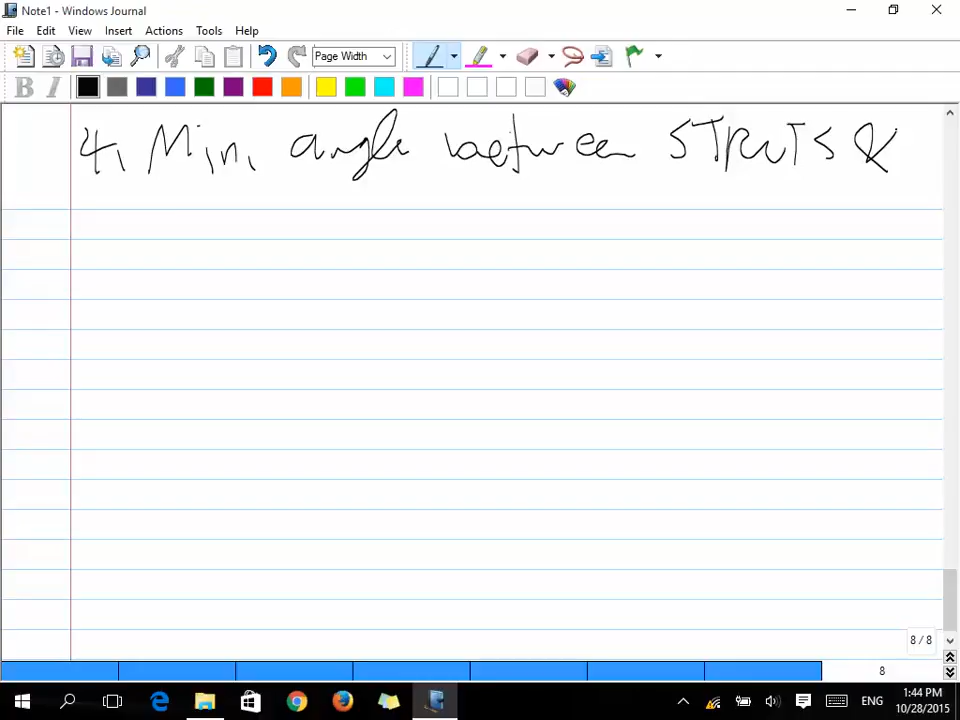 Note1 - Windows Journal
File Edit View Insert Actions Tools Help
Page Width
B I
4. Min. angle between STRUTS &
8 / 8
8
ENG
1:44 PM
10/28/2015